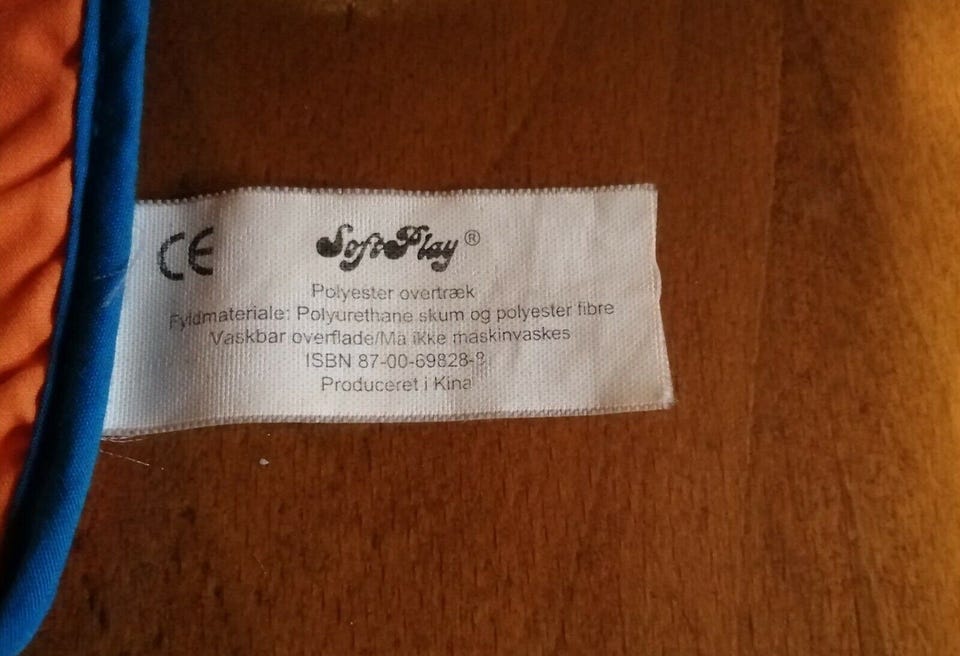 CE
SoftPlay®
Polyester overtræk
Fyldmateriale: Polyurethane skum og polyester fibre
Vaskbar overflade/Må ikke maskinvaskes
ISBN 87-00-69828-8
Produceret i Kina